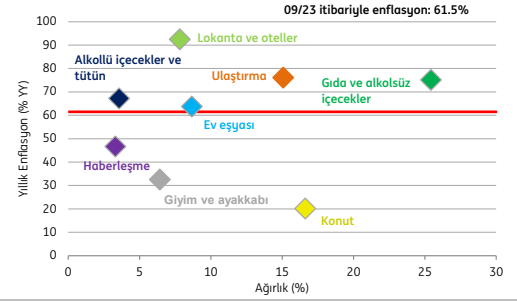 09/23 itibariyle enflasyon: 61.5%
Yıllık Enflasyon (% YY)
100
90
80
70
60
50
40
30
20
10
0
Lokanta ve oteller
Alkollü içecekler ve
tütün
Ulaştırma
Gıda ve alkolsüz
içecekler
Ev eşyası
Haberleşme
Giyim ve ayakkabı
Konut
0 5 10 15 20 25 30
Ağırlık (%)